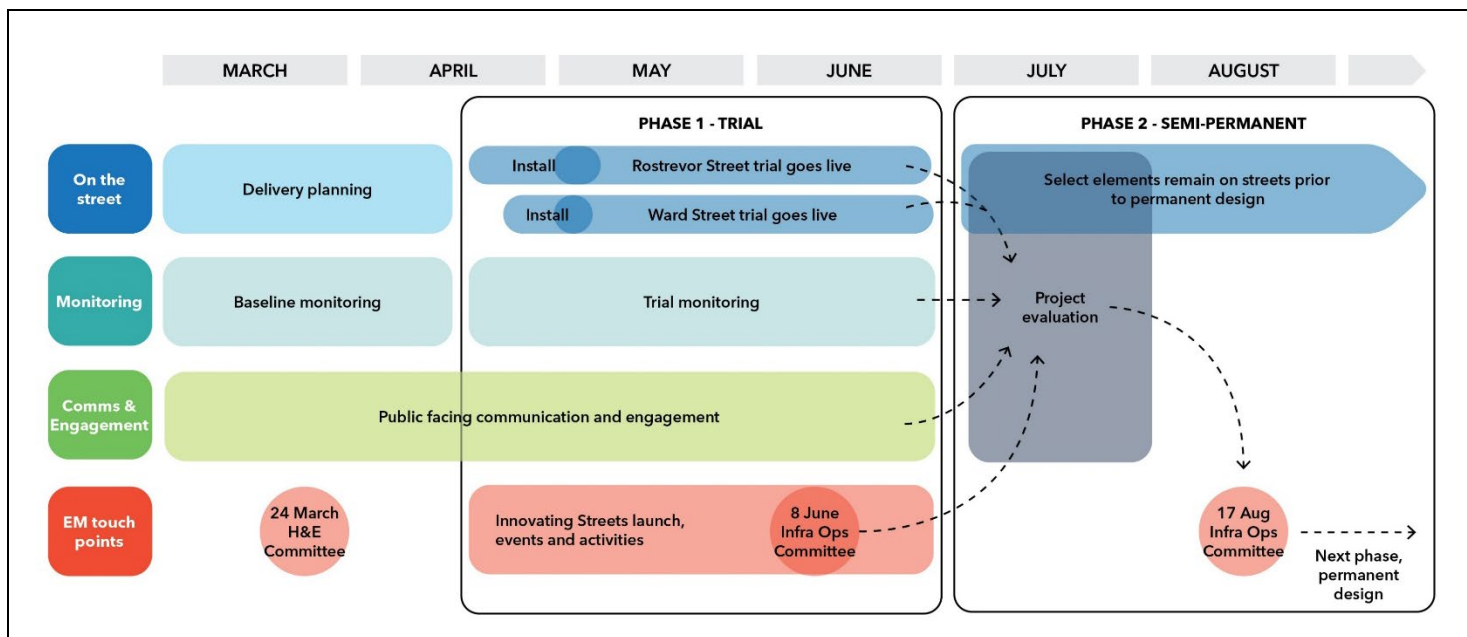 MARCH
APRIL
MAY
JUNE
JULY
AUGUST
PHASE 1 - TRIAL
PHASE 2 - SEMI-PERMANENT
On the
street
Delivery planning
Install
Rostrevor Street trial goes live
Install
Ward Street trial goes live
Select elements remain on streets prior
to permanent design
Monitoring
Baseline monitoring
Trial monitoring
Project
evaluation
Comms &
Engagement
Public facing communication and engagement
EM touch
points
24 March
H&E
Committee
Innovating Streets launch,
events and activities
8 June
Infra Ops
Committee
17 Aug
Infra Ops
Committee
Next phase,
permanent
design